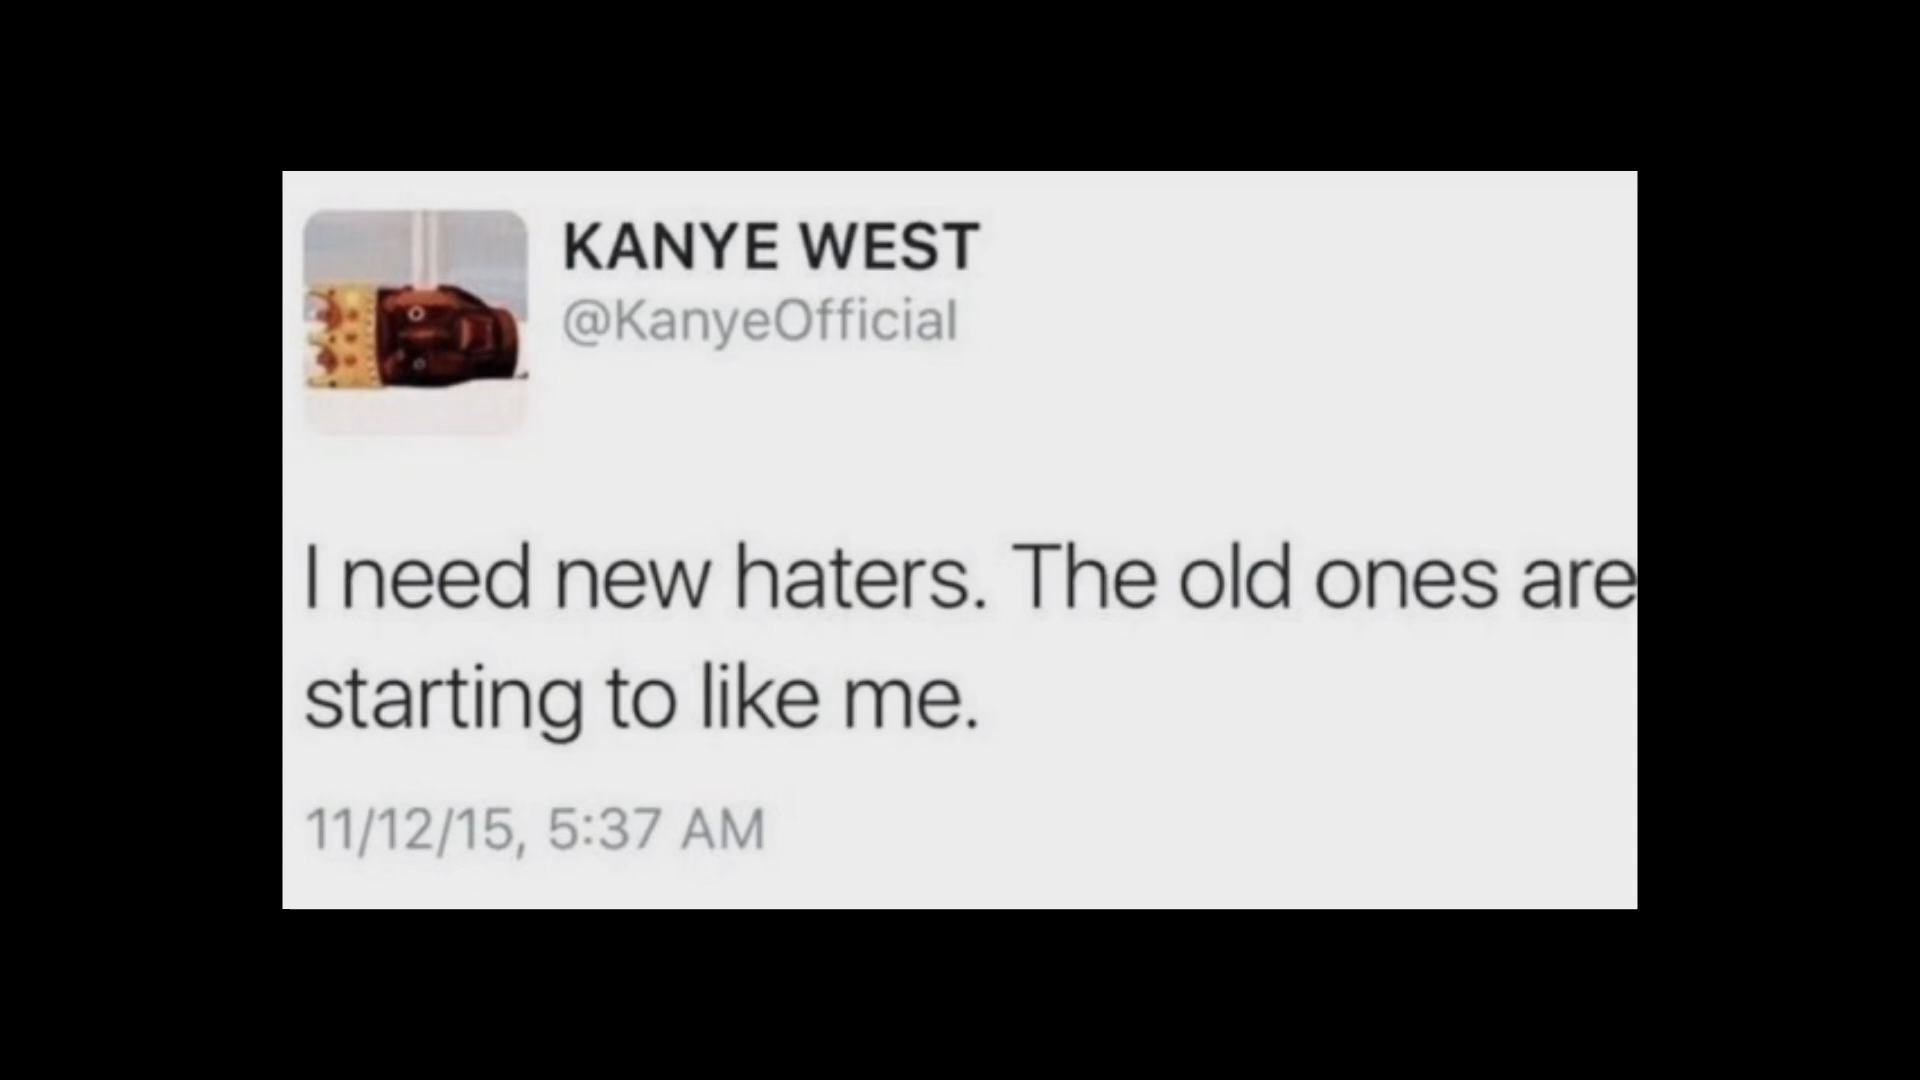 KANYE WEST
@KanyeOfficial
I need new haters. The old ones are
starting to like me.
11/12/15, 5:37 AM